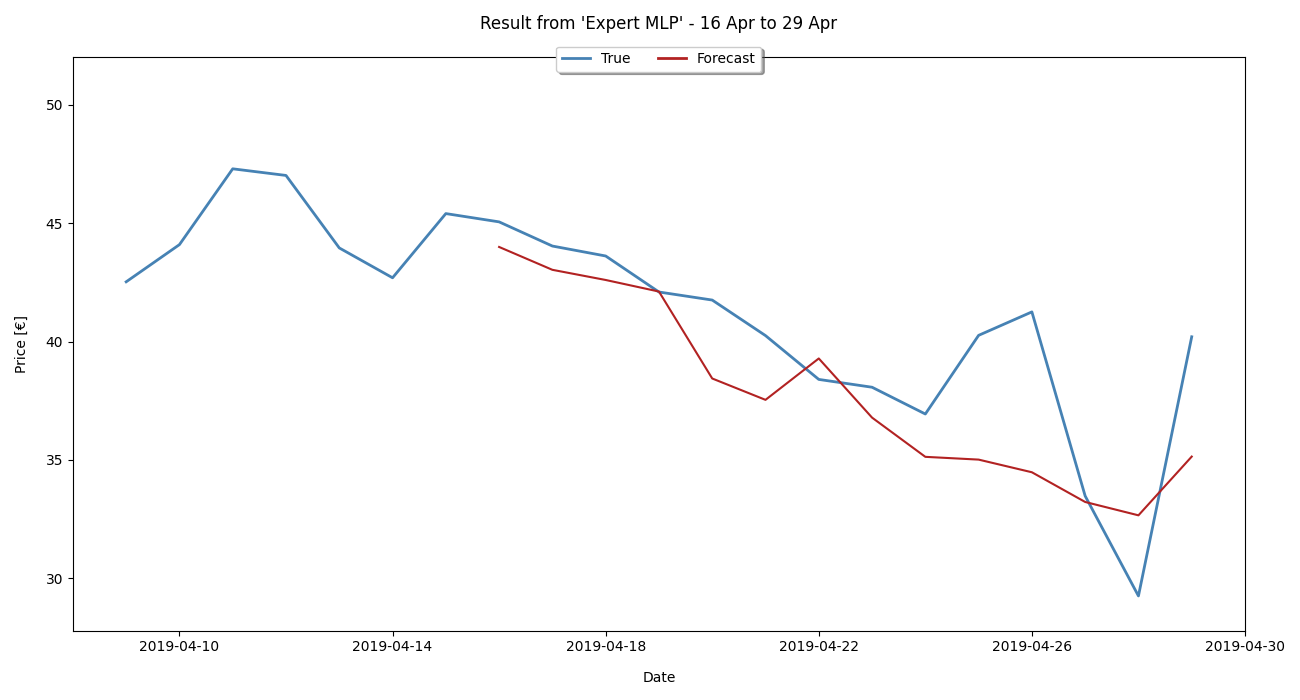 Result from 'Expert MLP' - 16 Apr to 29 Apr
True Forecast
50
45
40
35
30
Price [€]
2019-04-10 2019-04-14 2019-04-18 2019-04-22 2019-04-26 2019-04-30
Date